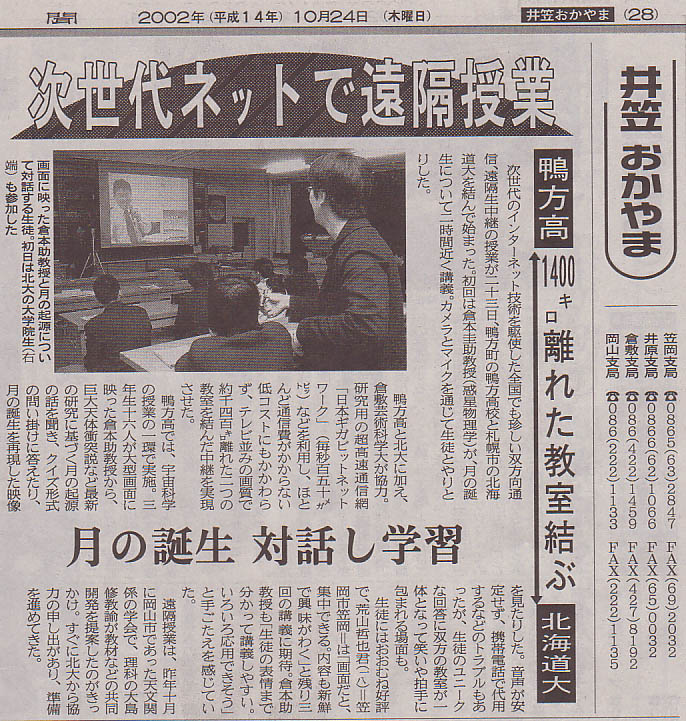 聞
2002年(平成14年) 10月24日 (木曜日)
井笠おかやま
(28)
井笠 おかやま
笠岡支局 ☎0865(63)2847 FAX(69)2032
井原支局 ☎0866(62)1066 FAX(65)0032
倉敷支局 ☎086(422)1459 FAX(427)8192
岡山支局 ☎086(222)1133 FAX(222)1135
次世代ネットで遠隔授業
鴨方高 1400キロ離れた教室結ぶ 北海道大
次世代のインターネット技術を駆使した全国でも珍しい双方向通
信、遠隔生中継の授業が二十三日、鴨方町の鴨方高校と札幌市の北海
道大を結んで始まった。初回は倉本圭助教授(惑星物理学)が、月の誕
生について二時間近く講義。カメラとマイクを通じて生徒とやりと
りした。
画面に映った倉本助教授と月の起源につい
て対話する生徒。初日は北大の大学院生(右
端)も参加した
鴨方高と北大に加え、
倉敷芸術科学大が協力。
研究用の超高速通信網
「日本ギガビットネット
ワーク」(毎秒百五十㍋
)などを利用し、ほと
んど通信費がかからない
低コストにもかかわら
ず、テレビ並みの画質で
約千四百㌔離れた二つの
教室を結んだ中継を実現
させた。
鴨方高では、宇宙科学
の授業の一環で実施。三
年生十六人が大型画面に
映った倉本助教授から、
巨大天体衝突説など最新
の研究に基づく月の起源
の話を聞き、クイズ形式
の問い掛けに答えたり、
月の誕生を再現した映像
月の誕生 対話し学習
を見たりした。音声が安
定せず、携帯電話で代用
するなどのトラブルもあ
ったが、生徒のユニーク
な回答に双方の教室が一
体となって笑いや拍手に
包まれる場面も。
生徒にはおおむね好評
で、荒山哲也君(一八)=笠
岡市笠岡=は「画面だと、
集中できる。内容も新鮮
で興味がわく」と残り三
回の講義に期待。倉本助
教授も「生徒の表情まで
分かって講義しやすい。
いろいろ応用できそう」
と手ごたえを感じてい
た。
遠隔授業は、昨年十月
に岡山市であった天文関
係の学会で、理科の大島
修教諭が教材などの共同
開発を提案したのがきっ
かけ。すぐに北大から協
力の申し出があり、準備
を進めてきた。